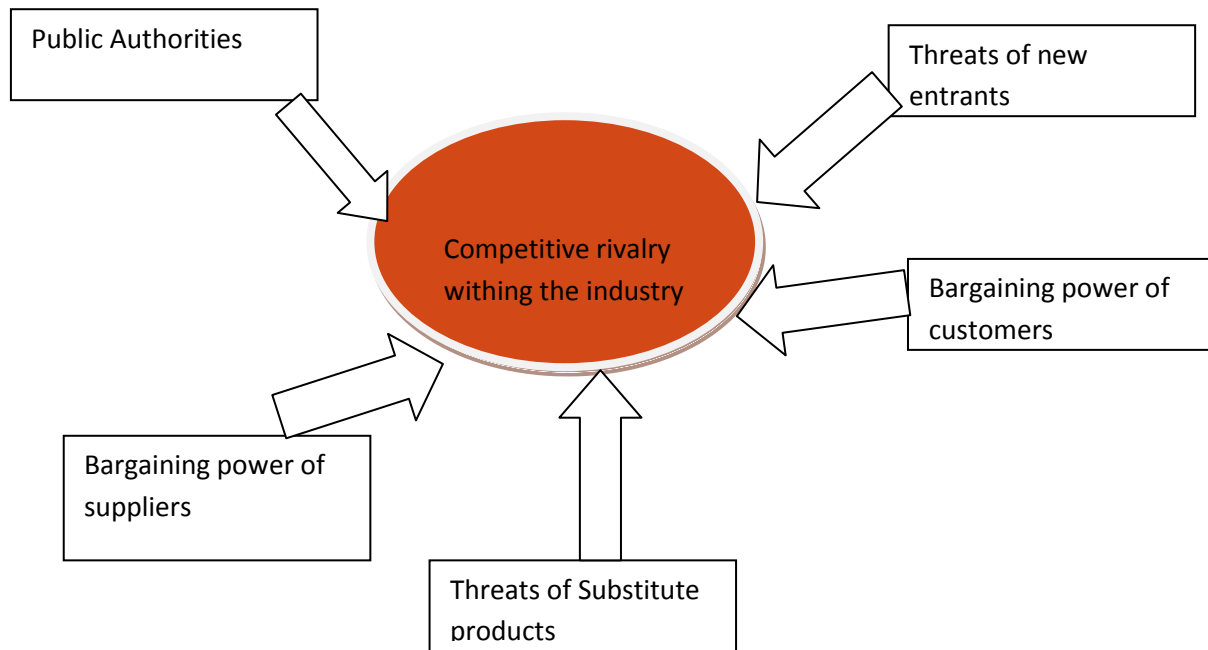 Public Authorities
Threats of new
entrants
Competitive rivalry
withing the industry
Bargaining power of
customers
Bargaining power of
suppliers
Threats of Substitute
products